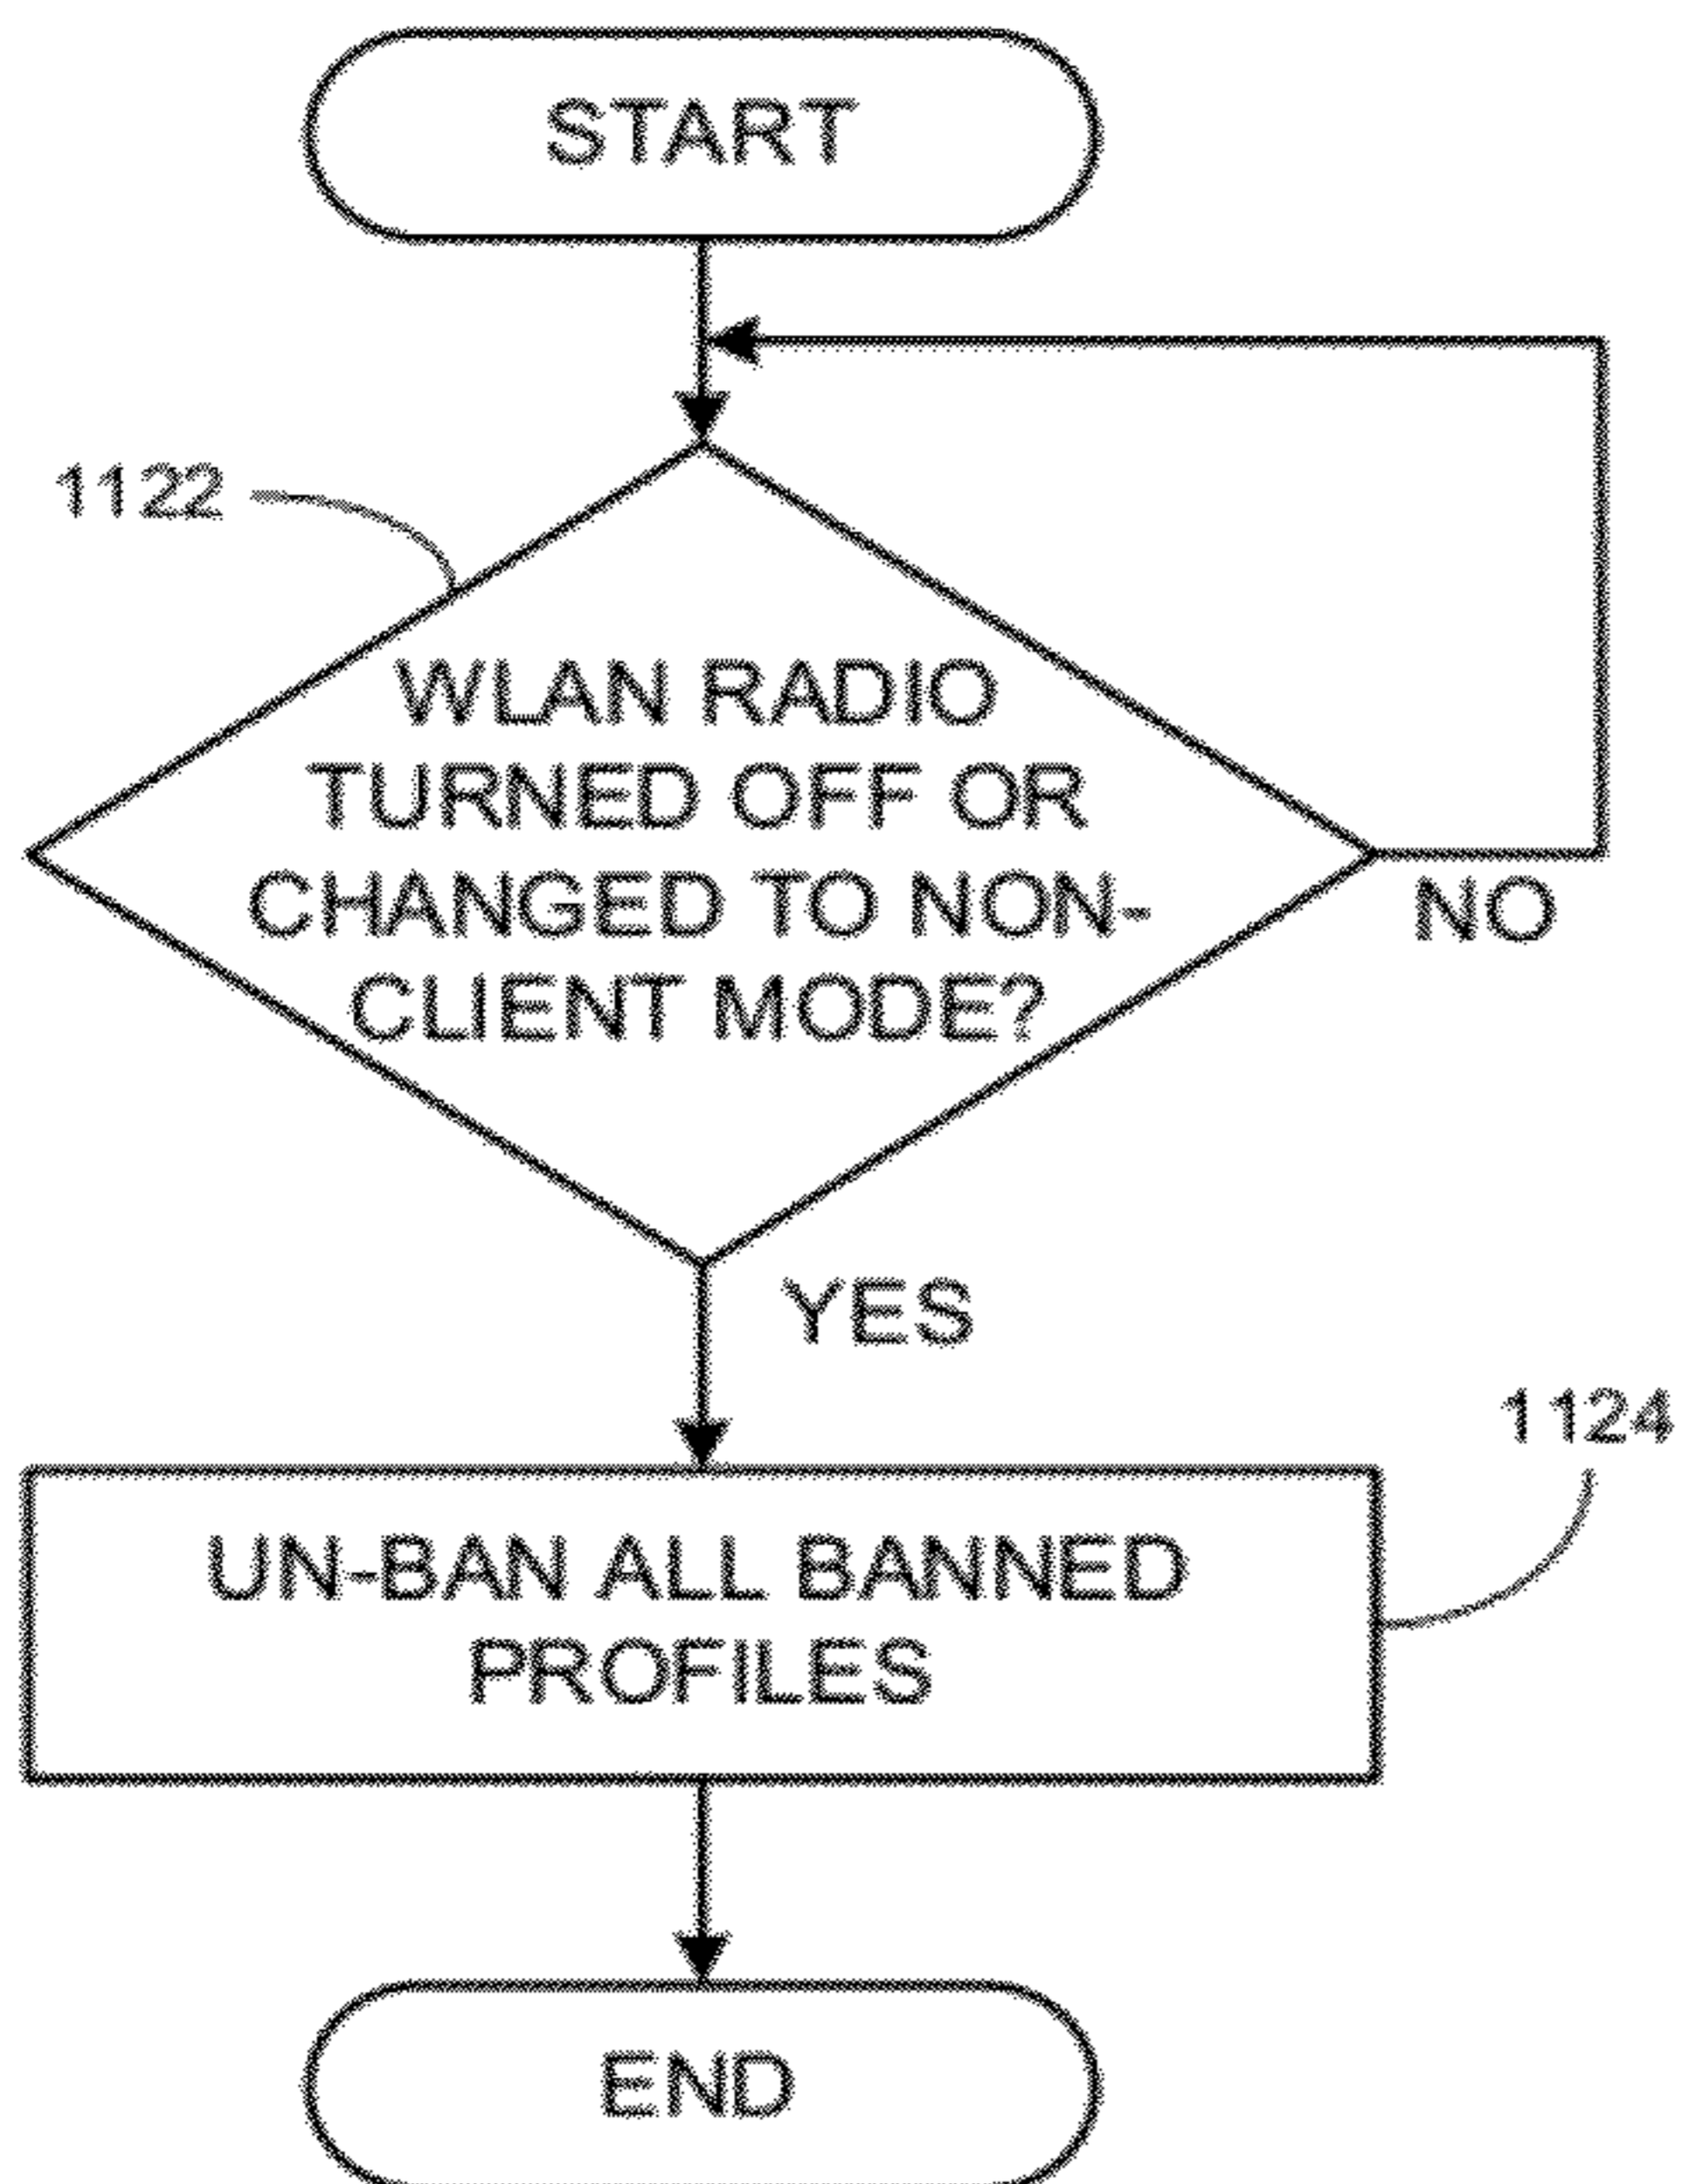 START
1122
WLAN RADIO
TURNED OFF OR
CHANGED TO NON-
CLIENT MODE?
NO
YES
1124
UN-BAN ALL BANNED
PROFILES
END